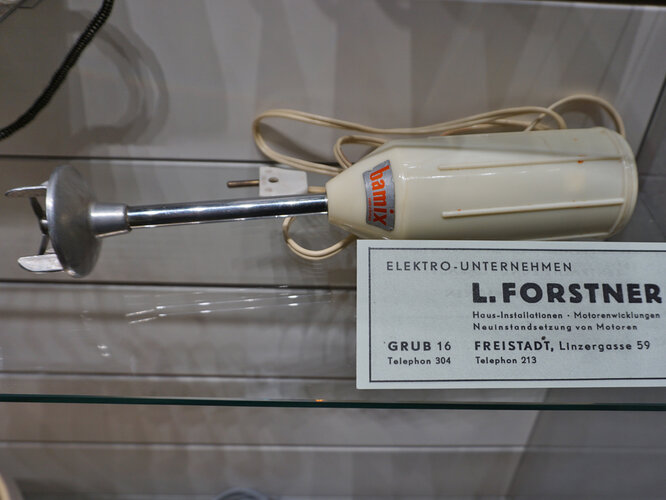 bamix
ELEKTRO-UNTERNEHMEN
L. FORSTNER
Haus-Installationen · Motorenwicklungen
Neuinstandsetzung von Motoren
GRUB 16 FREISTADT, Linzergasse 59
Telephon 304 Telephon 213